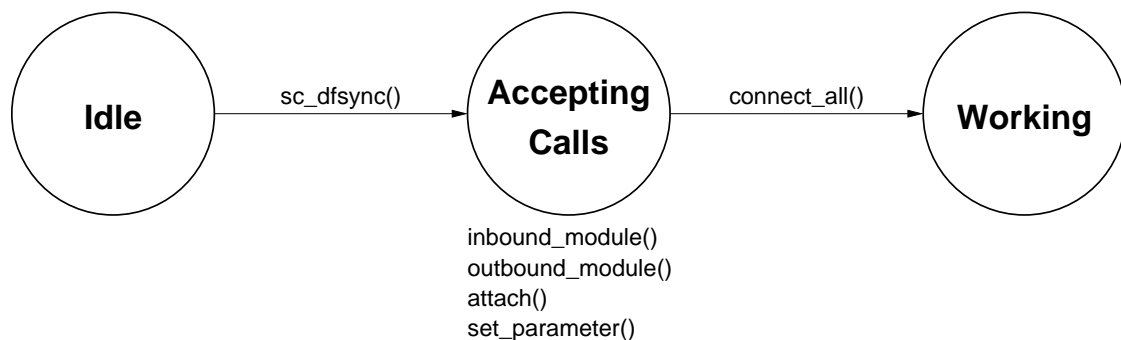 Idle
sc_dfsync()
Accepting
Calls
connect_all()
Working
inbound_module()
outbound_module()
attach()
set_parameter()